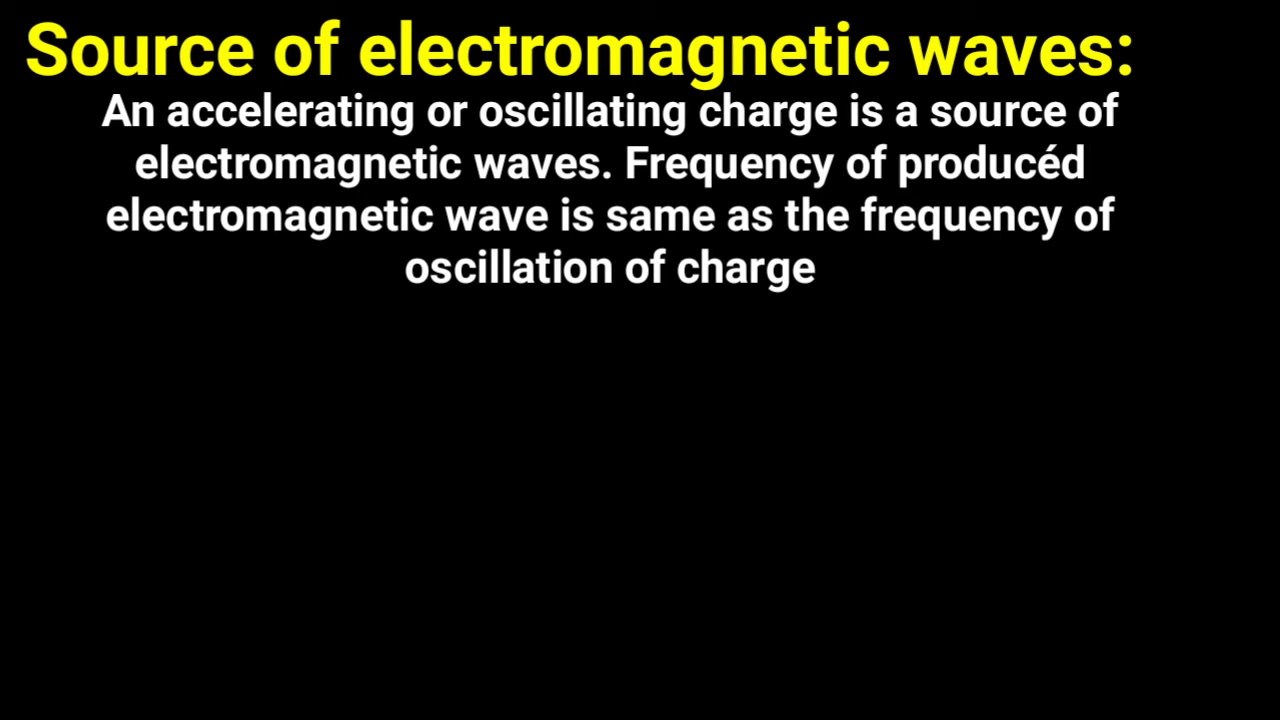 Source of electromagnetic waves:
An accelerating or oscillating charge is a source of
electromagnetic waves. Frequency of producéd
electromagnetic wave is same as the frequency of
oscillation of charge